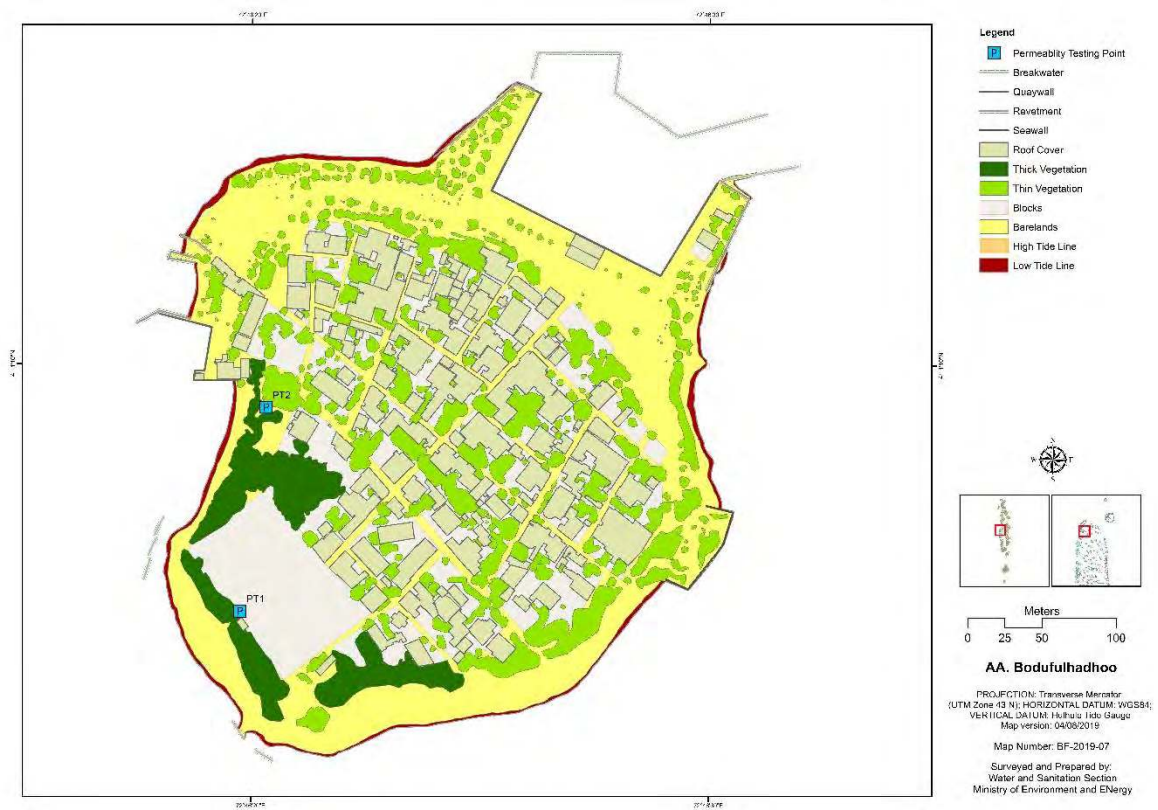 Legend
P Permeablity Testing Point
Breakwater
Quaywall
Revetment
Seawall
Roof Cover
Thick Vegetation
Thin Vegetation
Blocks
Barelands
High Tide Line
Low Tide Line
PT2
P
PT1
P
N
W E
S
Meters
0 25 50 100
AA. Bodufulhadhoo
PROJECTION: Transverse Mercator
(UTM Zone 43 N); HORIZONTAL DATUM: WGS84;
VERTICAL DATUM: Hulhule Tide Gauge
Map version: 04/08/2019
Map Number: BF-2019-07
Surveyed and Prepared by:
Water and Sanitation Section
Ministry of Environment and ENergy